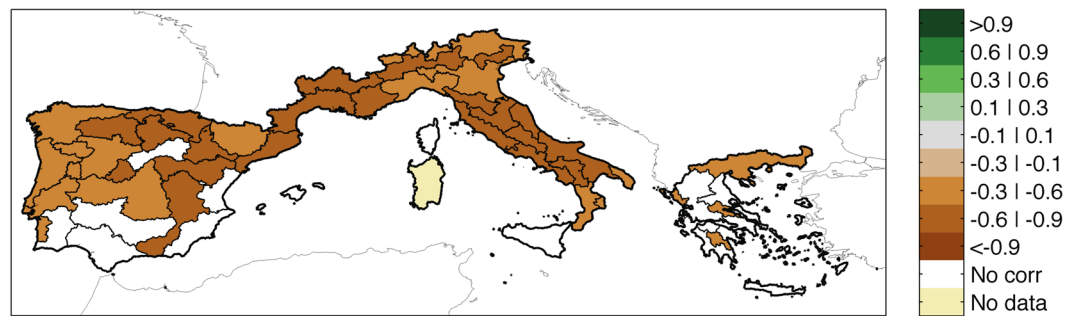 >0.9
0.6 | 0.9
0.3 | 0.6
0.1 | 0.3
-0.1 | 0.1
-0.3 | -0.1
-0.3 | -0.6
-0.6 | -0.9
<-0.9
No corr
No data